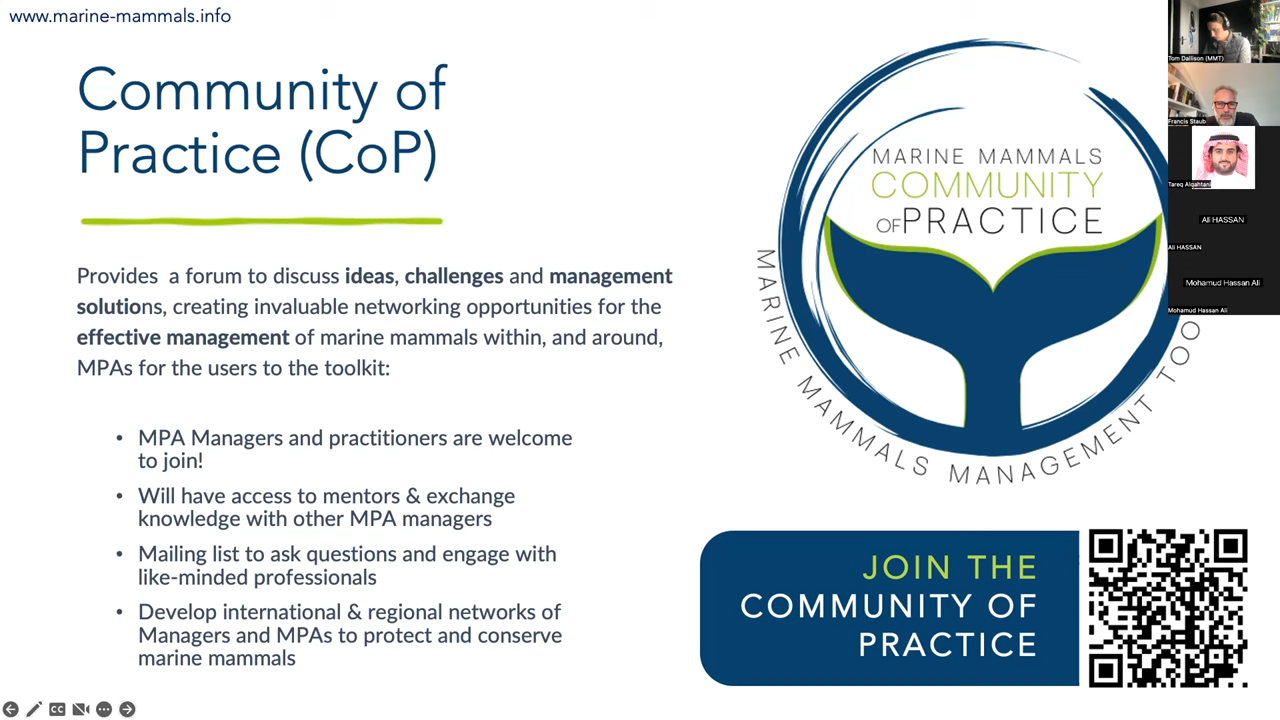 www.marine-mammals.info
Community of
Practice (CoP)
Provides a forum to discuss ideas, challenges and management
solutions, creating invaluable networking opportunities for the
effective management of marine mammals within, and around,
MPAs for the users to the toolkit:
• MPA Managers and practitioners are welcome
to join!
• Will have access to mentors & exchange
knowledge with other MPA managers
• Mailing list to ask questions and engage with
like-minded professionals
• Develop international & regional networks of
Managers and MPAs to protect and conserve
marine mammals
MARINE MAMMALS
COMMUNITY
OF PRACTICE
MARINE MAMMALS MANAGEMENT TOO
JOIN THE
COMMUNITY OF
PRACTICE
Tom Dallison (MMT)
Francis Staub
Tareq Alqahtani
Ali HASSAN
Ali HASSAN
Mohamud Hassan Ali
Mohamud Hassan Ali
CC